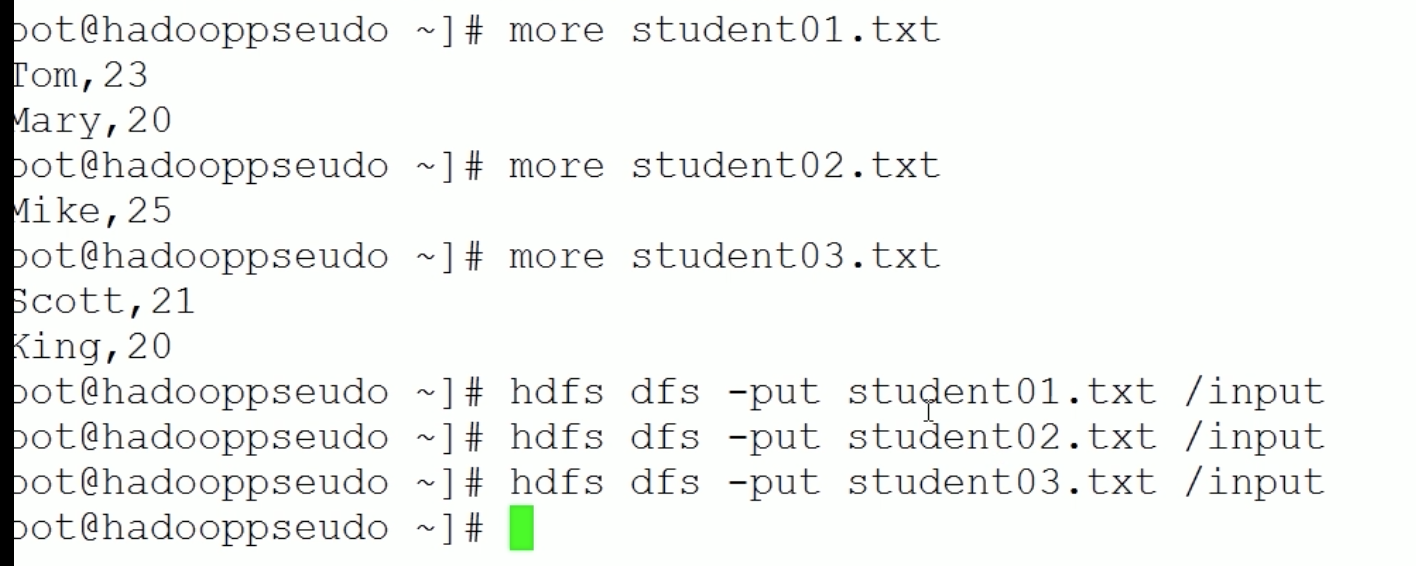 oot@hadooppseudo ~]# more student01.txt
Tom,23
Mary,20
oot@hadooppseudo ~]# more student02.txt
Mike,25
oot@hadooppseudo ~]# more student03.txt
Scott,21
King,20
oot@hadooppseudo ~]# hdfs dfs -put student01.txt /input
oot@hadooppseudo ~]# hdfs dfs -put student02.txt /input
oot@hadooppseudo ~]# hdfs dfs -put student03.txt /input
oot@hadooppseudo ~]#